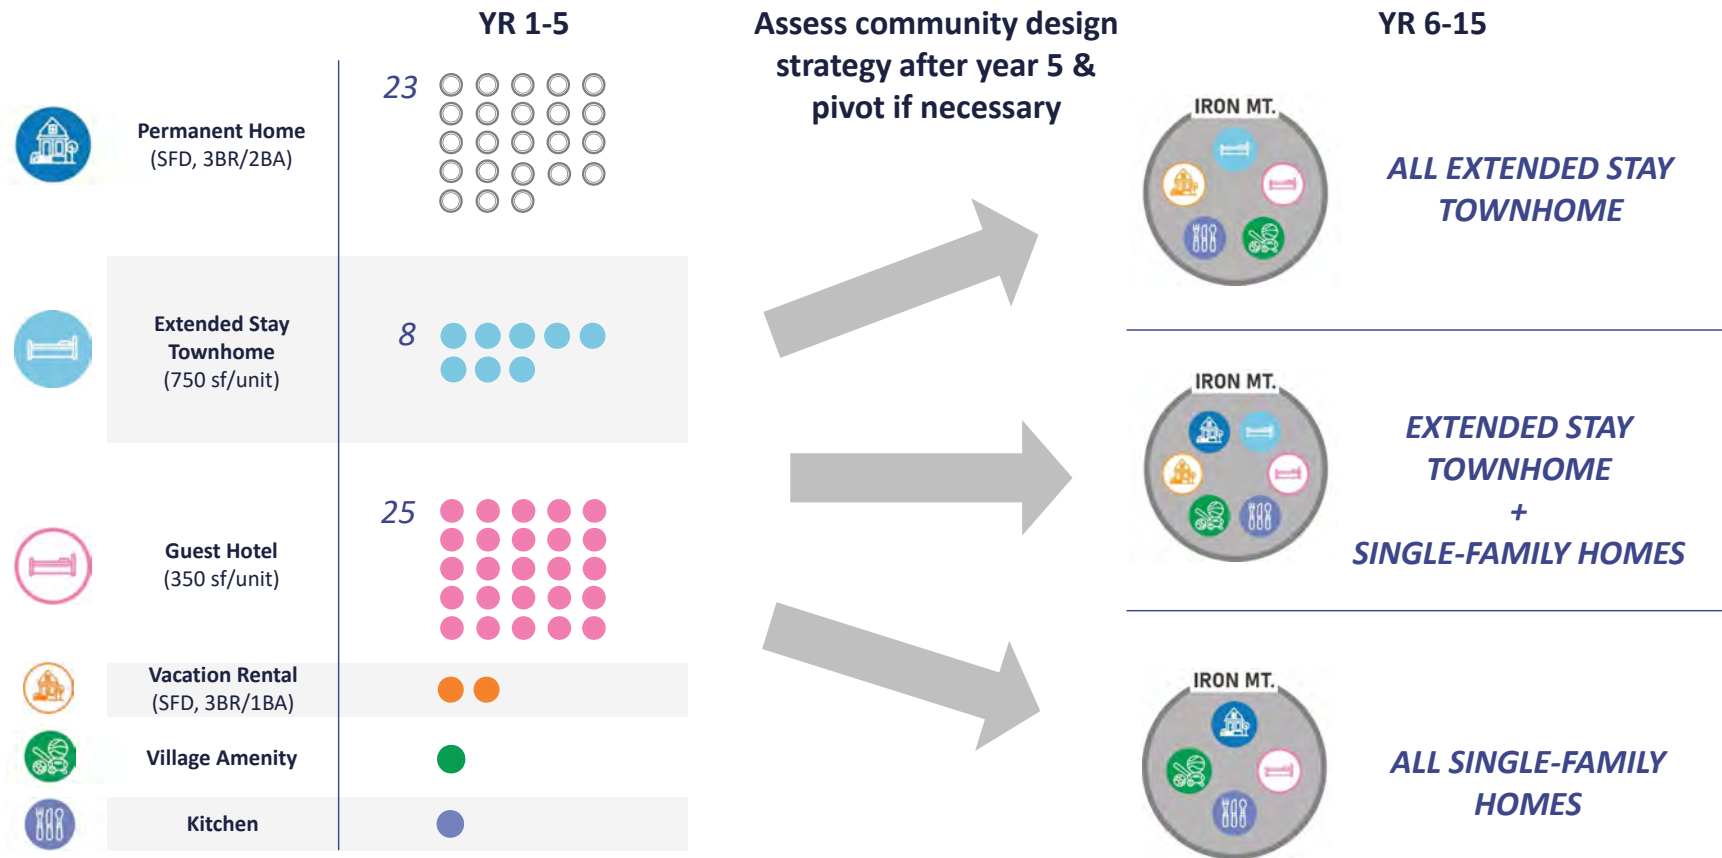 YR 1-5
Assess community design
strategy after year 5 &
pivot if necessary
YR 6-15
23
Permanent Home
(SFD, 3BR/2BA)
8
Extended Stay
Townhome
(750 sf/unit)
25
Guest Hotel
(350 sf/unit)
Vacation Rental
(SFD, 3BR/1BA)
Village Amenity
Kitchen
IRON MT.
ALL EXTENDED STAY
TOWNHOME
IRON MT.
EXTENDED STAY
TOWNHOME
+
SINGLE-FAMILY HOMES
IRON MT.
ALL SINGLE-FAMILY
HOMES